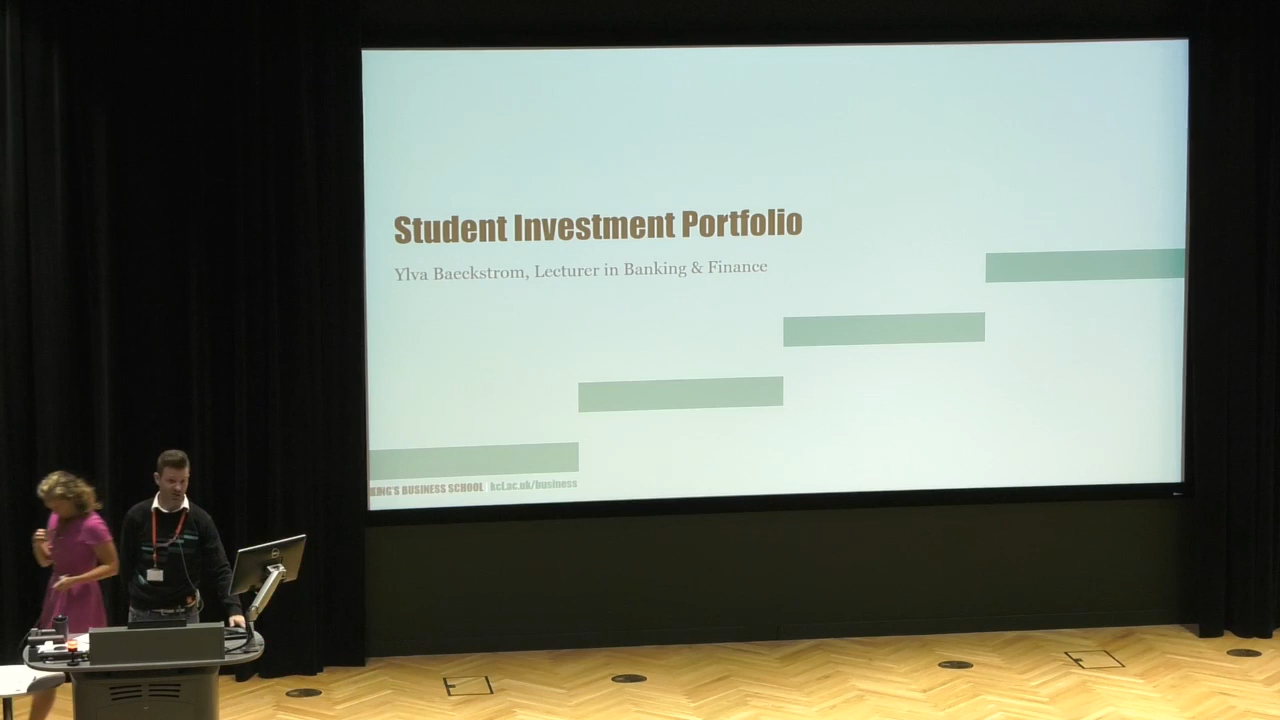 Student Investment Portfolio
Ylva Baeckstrom, Lecturer in Banking & Finance
KING'S BUSINESS SCHOOL | kcl.ac.uk/business